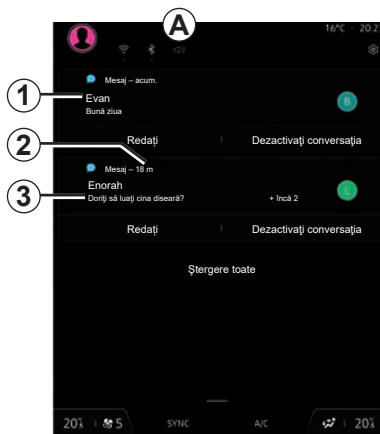 A
16°C 20:2
Mesaj – acum.
1
Evan
Bună ziua
B
2
Redați Dezactivați conversația
Mesaj – 18 m
3
Enorah
Doriți să luați cina diseară? + încă 2
L
Redați Dezactivați conversația
Ștergere toate
20 5 SYNC A/C 20